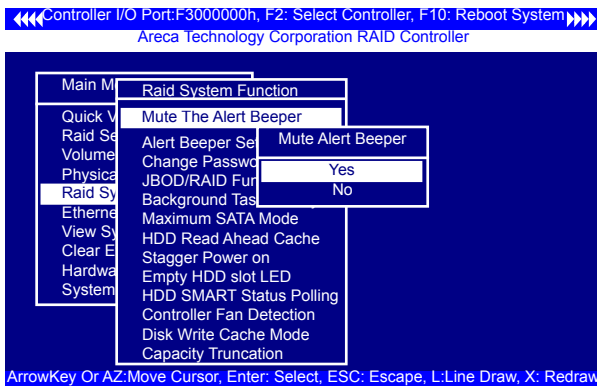 Controller I/O Port:F3000000h, F2: Select Controller, F10: Reboot System
Areca Technology Corporation RAID Controller
Main M
Quick V
Raid Se
Volume
Physica
Raid Sy
Etherne
View Sy
Clear E
Hardwa
System
Raid System Function
Mute The Alert Beeper
Alert Beeper Set
Change Passwo
JBOD/RAID Fun
Background Tas
Maximum SATA Mode
HDD Read Ahead Cache
Stagger Power on
Empty HDD slot LED
HDD SMART Status Polling
Controller Fan Detection
Disk Write Cache Mode
Capacity Truncation
Mute Alert Beeper
Yes
No
ArrowKey Or AZ:Move Cursor, Enter: Select, ESC: Escape, L:Line Draw, X: Redraw